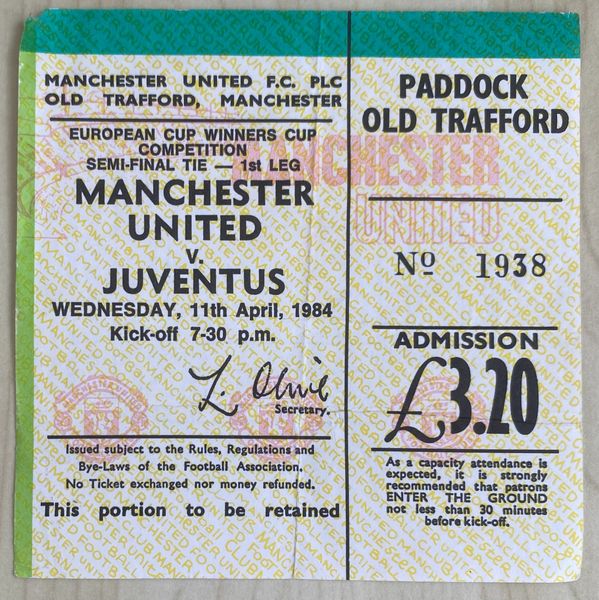 MANCHESTER UNITED F.C. PLC
OLD TRAFFORD, MANCHESTER
EUROPEAN CUP WINNERS CUP
COMPETITION
SEMI-FINAL TIE — 1st LEG
MANCHESTER
UNITED
V.
JUVENTUS
WEDNESDAY, 11th April, 1984
Kick-off 7-30 p.m.
L. Olive
Secretary.
Issued subject to the Rules, Regulations and
Bye-Laws of the Football Association.
No Ticket exchanged nor money refunded.
This portion to be retained
PADDOCK
OLD TRAFFORD
MANCHESTER
UNITED
Nº 1938
ADMISSION
£3.20
As a capacity attendance is
expected, it is strongly
recommended that patrons
ENTER THE GROUND
not less than 30 minutes
before kick-off.